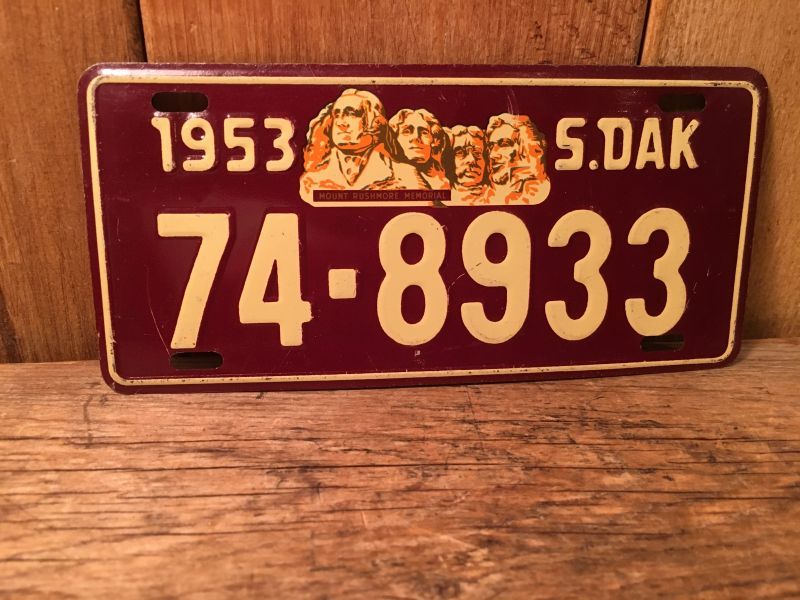 1953 S.DAK
MOUNT RUSHMORE MEMORIAL
74-8933